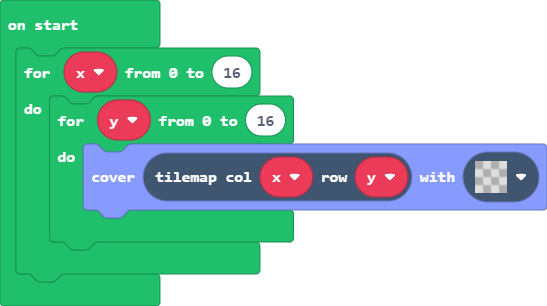 on start
for x from 0 to 16
do
for y from 0 to 16
do
cover tilemap col x row y with